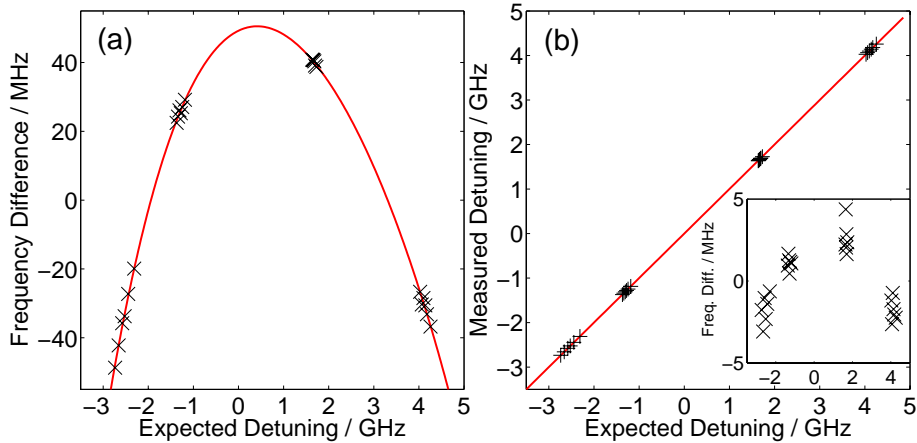 (a)
Frequency Difference / MHz
40
20
0
−20
−40
−3 −2 −1 0 1 2 3 4 5
Expected Detuning / GHz
(b)
Measured Detuning / GHz
5
4
3
2
1
0
−1
−2
−3
−3 −2 −1 0 1 2 3 4 5
Expected Detuning / GHz
Freq. Diff. / MHz
5
0
−5
−2 0 2 4